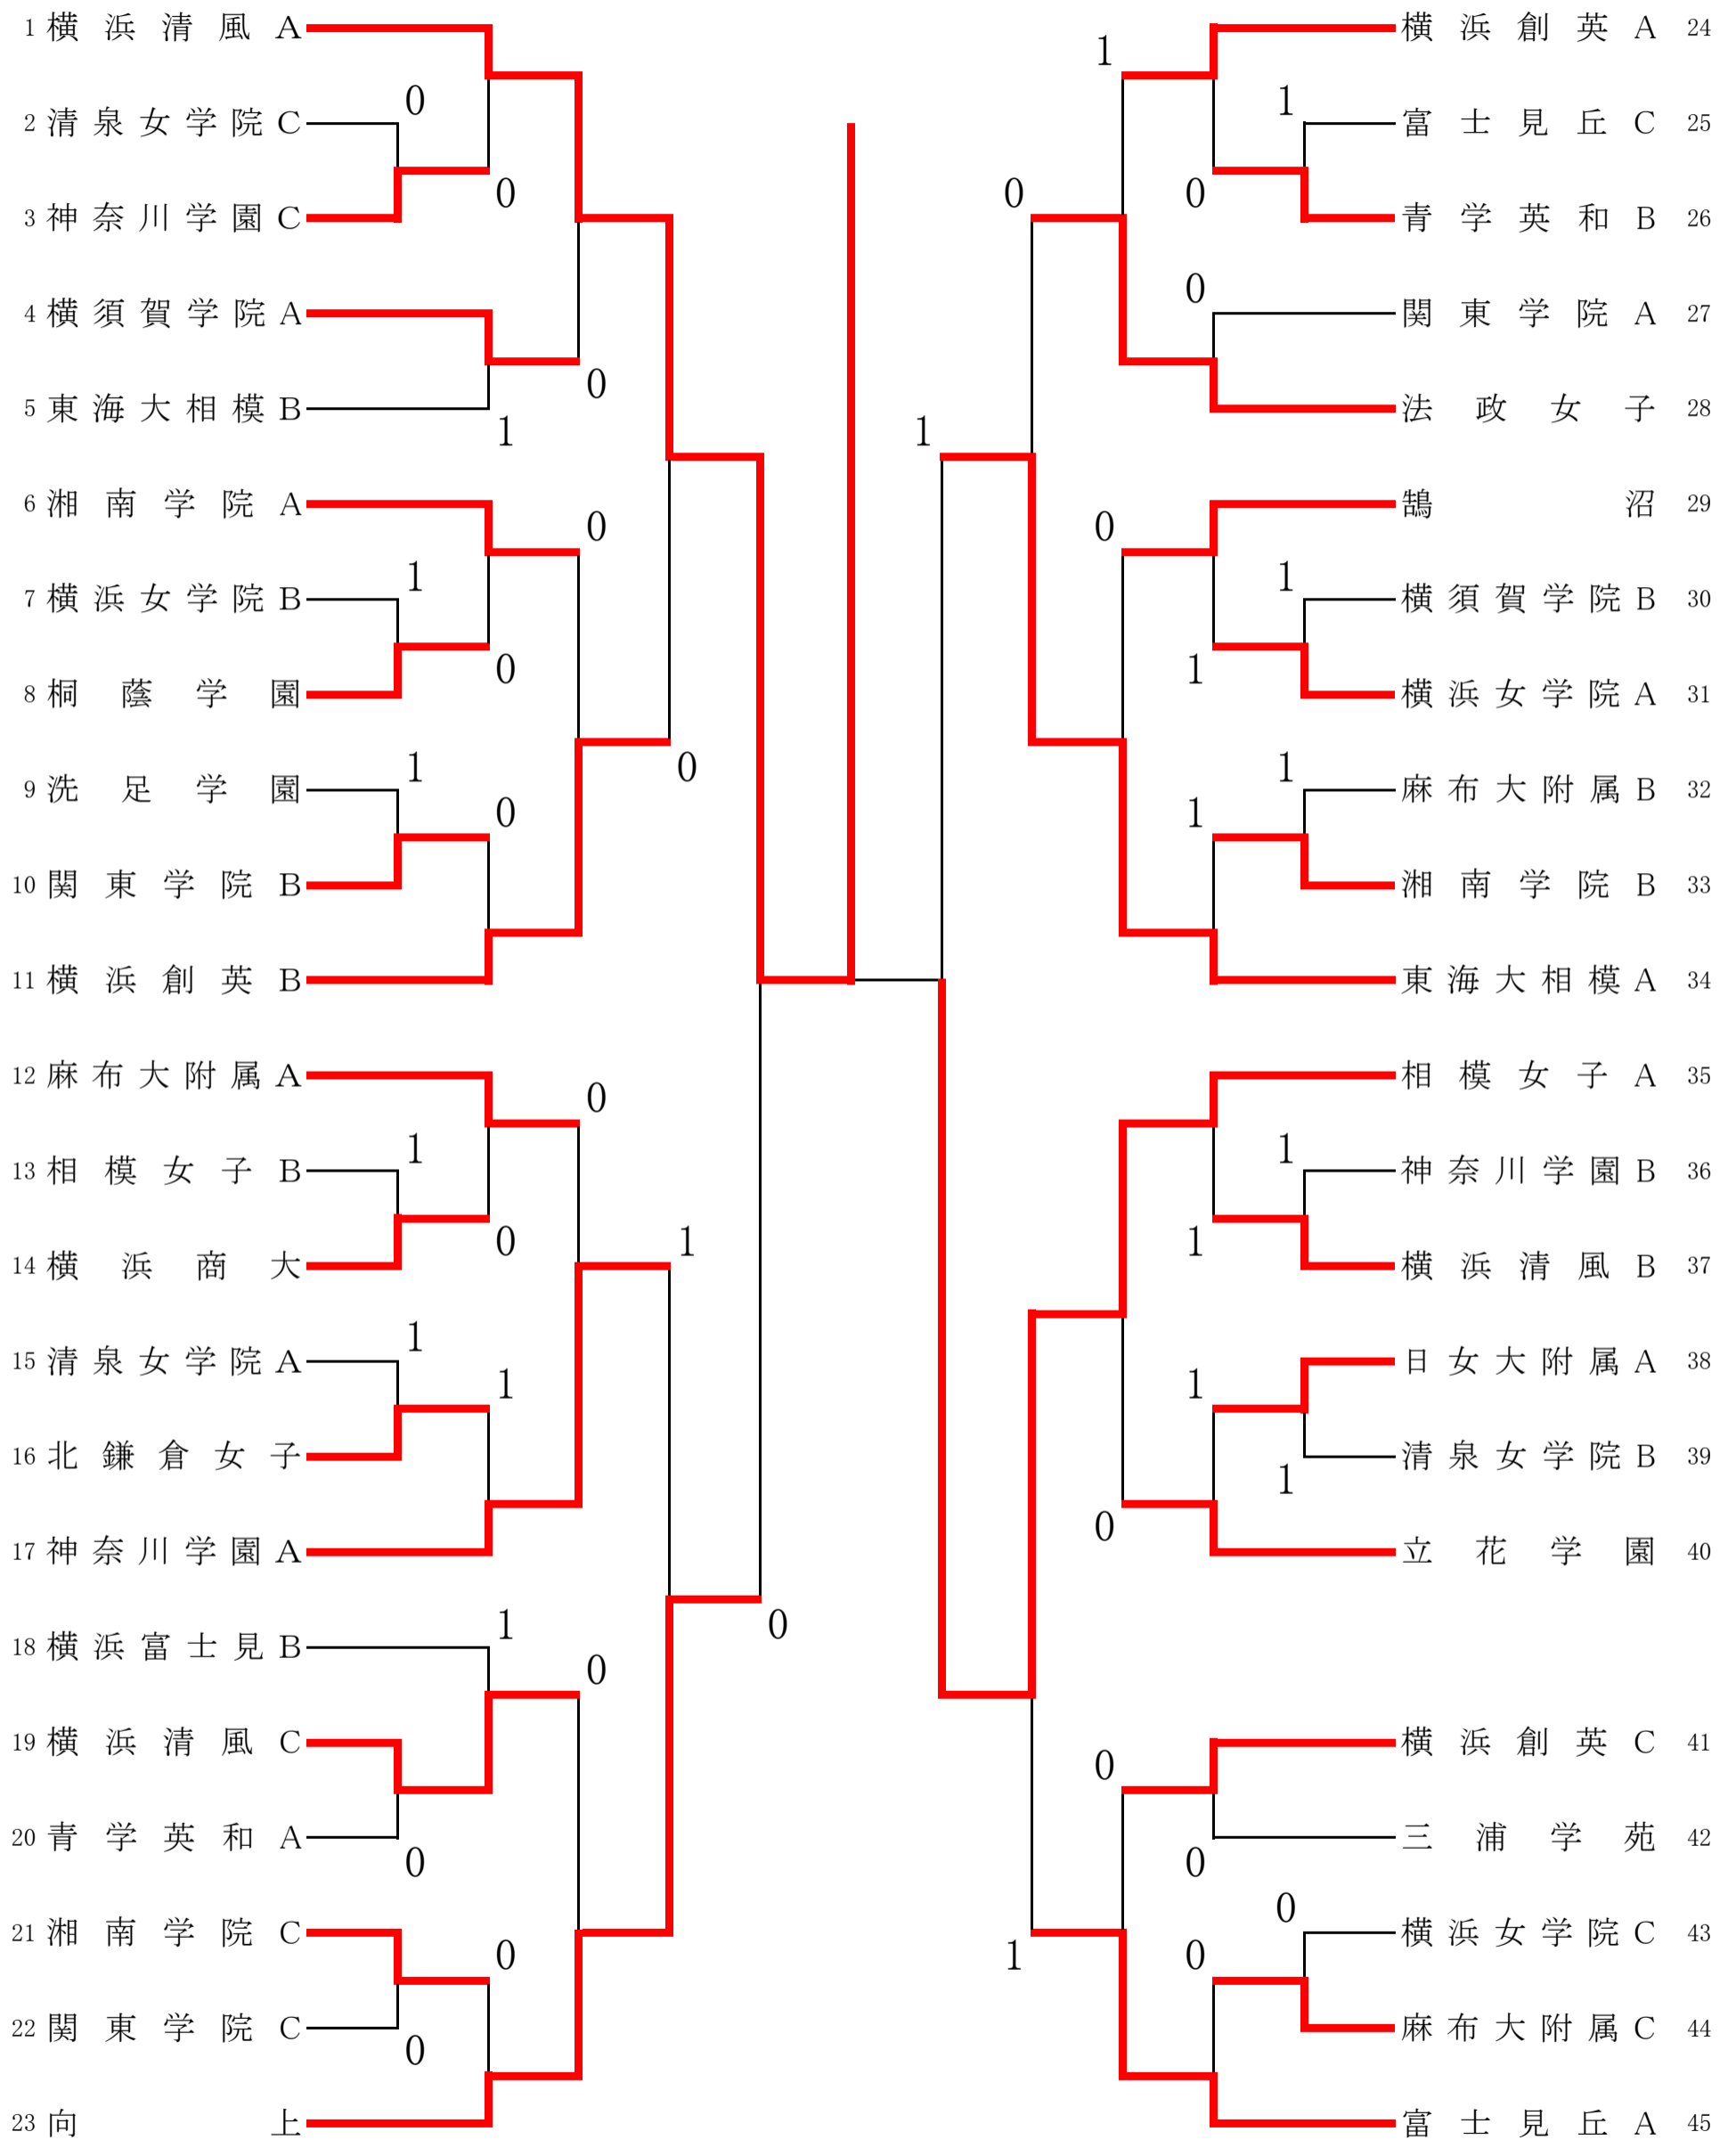 1 横浜清風A
横浜創英A 24
1
0
1
2 清泉女学院C
富士見丘C 25
0
0
0
3 神奈川学園C
青学英和B 26
0
4 横須賀学院A
関東学院A 27
0
5 東海大相模B
法政女子 28
1
1
6 湘南学院A
鵠沼 29
0
0
1
1
7 横浜女学院B
横須賀学院B 30
0
1
8 桐蔭学園
横浜女学院A 31
1
0
1
9 洗足学園
麻布大附属B 32
0
1
10 関東学院B
湘南学院B 33
11 横浜創英B
東海大相模A 34
12 麻布大附属A
相模女子A 35
0
1
1
13 相模女子B
神奈川学園B 36
0
1
1
14 横浜商大
横浜清風B 37
1
15 清泉女学院A
日女大附属A 38
1
1
16 北鎌倉女子
清泉女学院B 39
1
0
17 神奈川学園A
立花学園 40
1
0
18 横浜富士見B
0
19 横浜清風C
横浜創英C 41
0
20 青学英和A
三浦学苑 42
0
0
0
21 湘南学院C
横浜女学院C 43
0
1
0
22 関東学院C
麻布大附属C 44
0
23 向上
富士見丘A 45